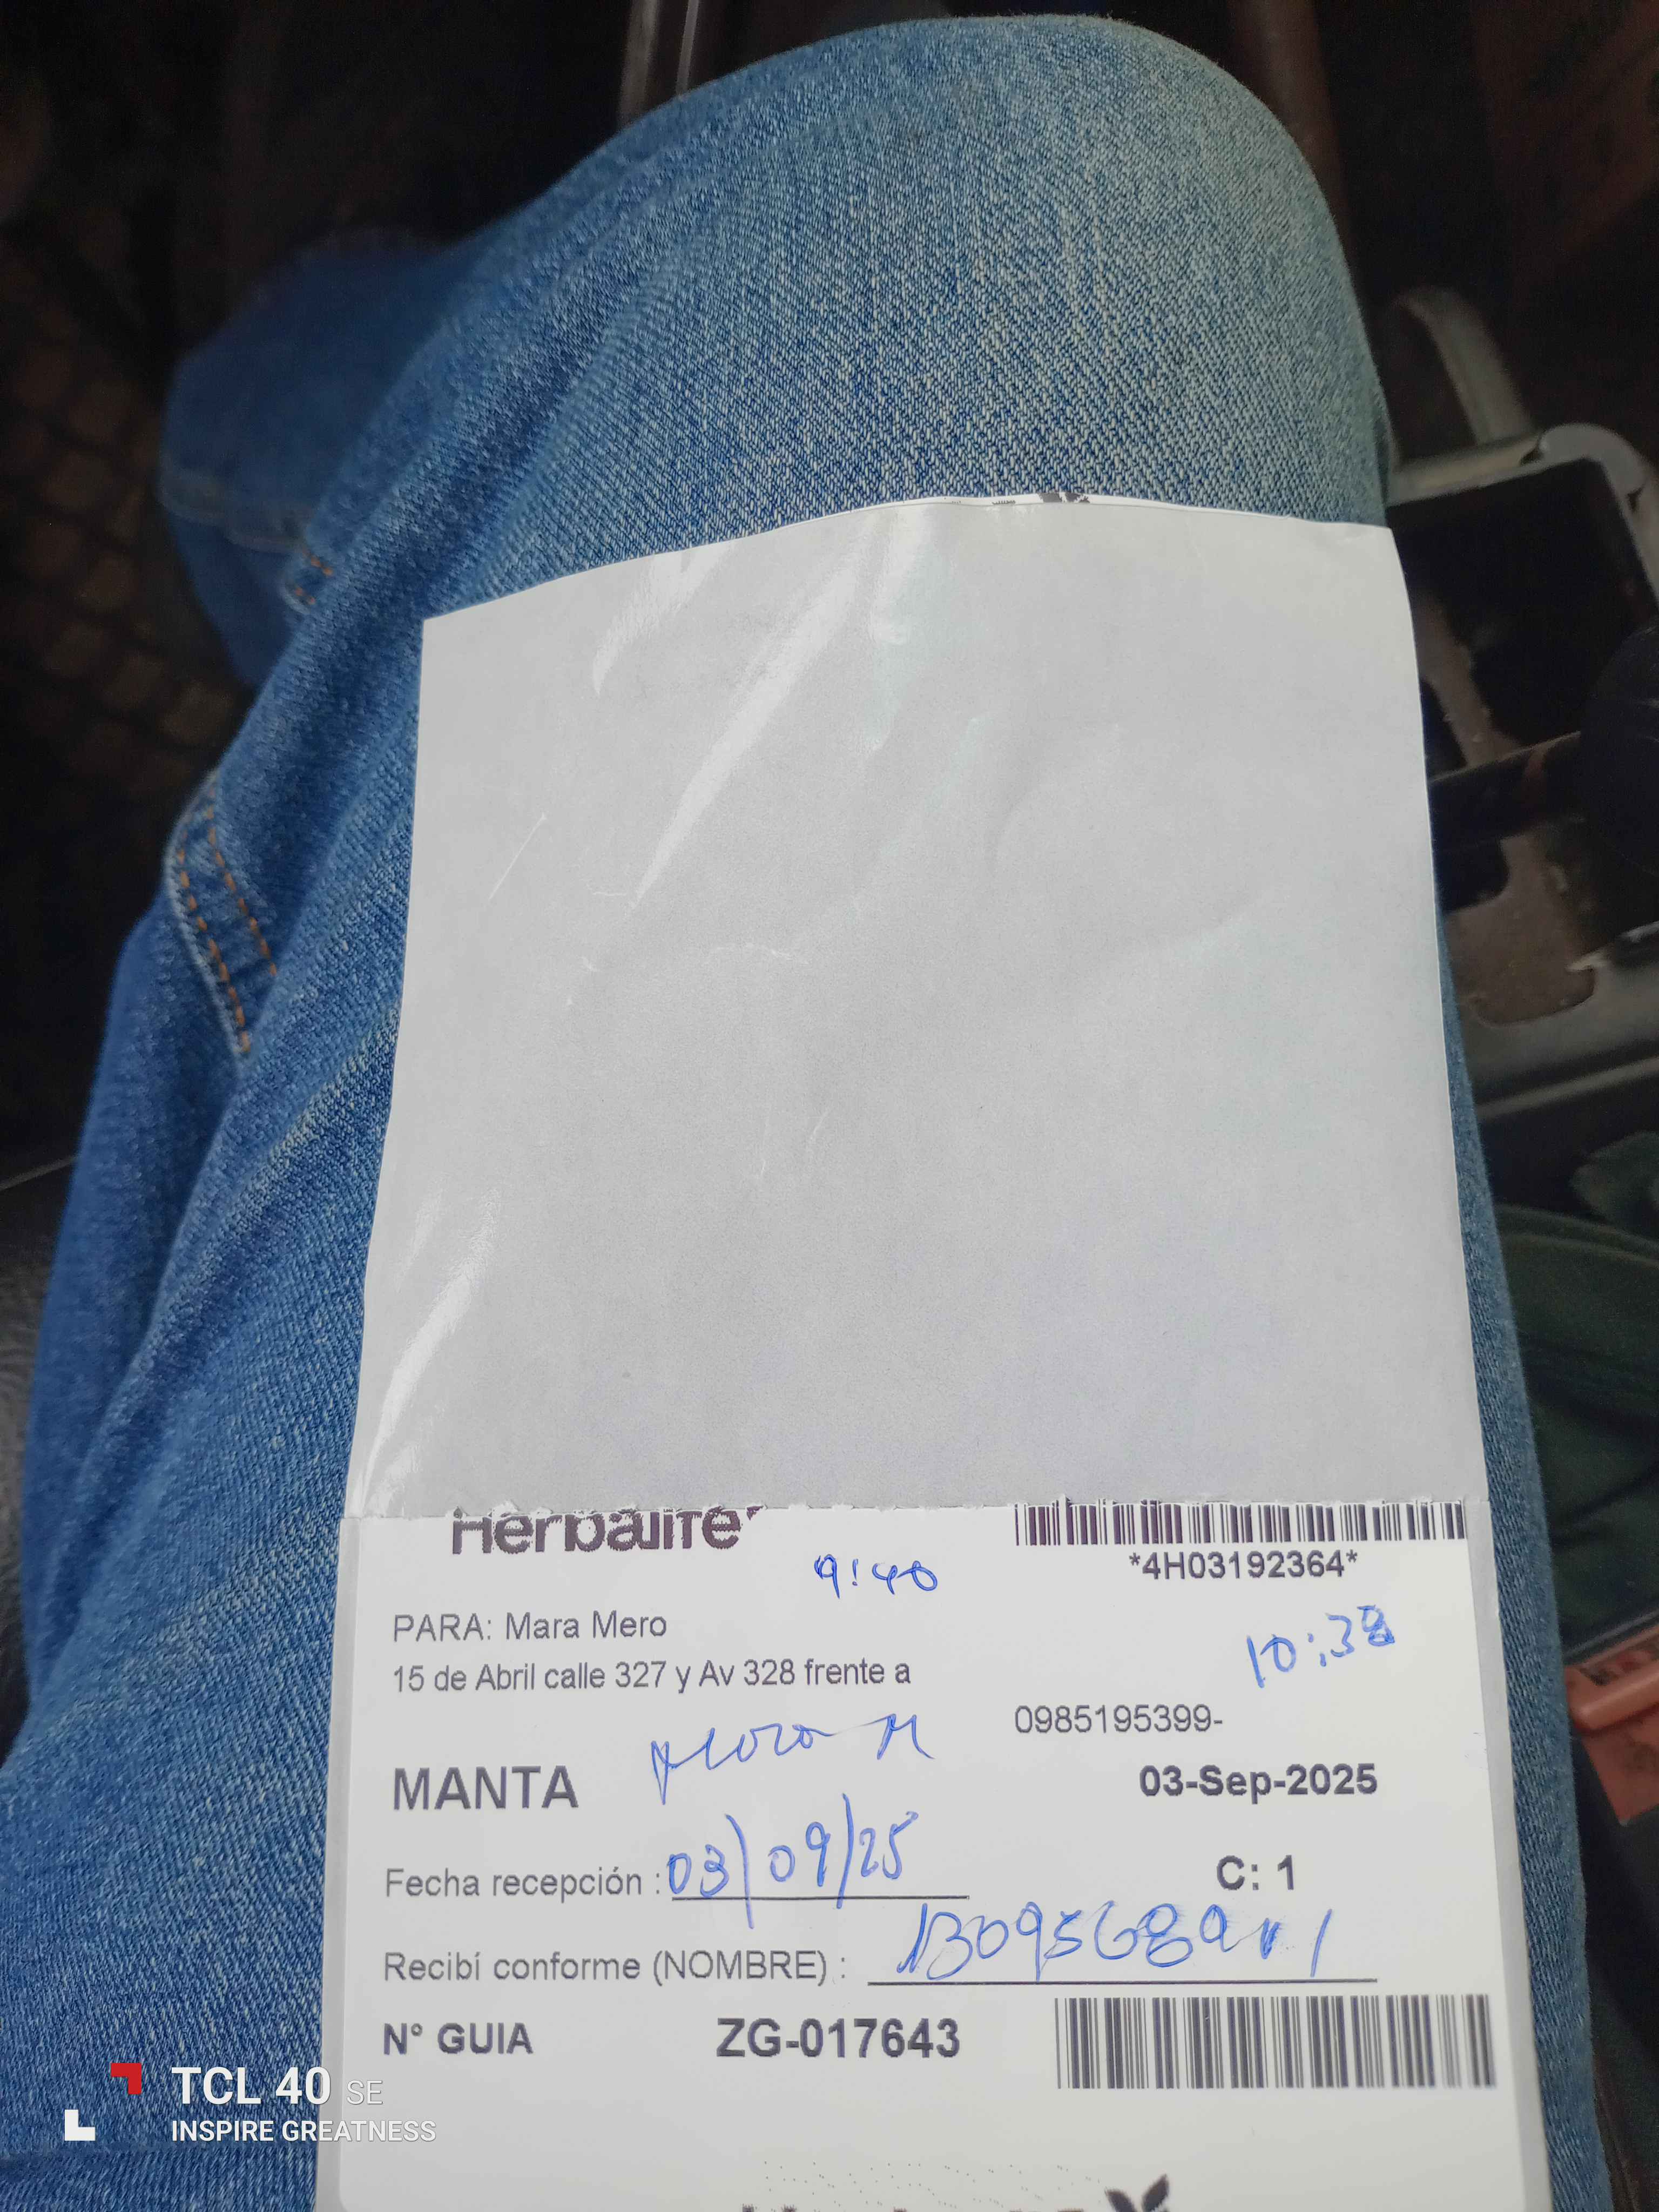 Herbalife
9:40
*4H03192364*
PARA: Mara Mero
10:38
15 de Abril calle 327 y Av 328 frente a
0985195399-
MANTA
03-Sep-2025
Fecha recepción : 03/09/25
C: 1
Recibí conforme (NOMBRE) :
N° GUIA ZG-017643
TCL 40 SE
INSPIRE GREATNESS